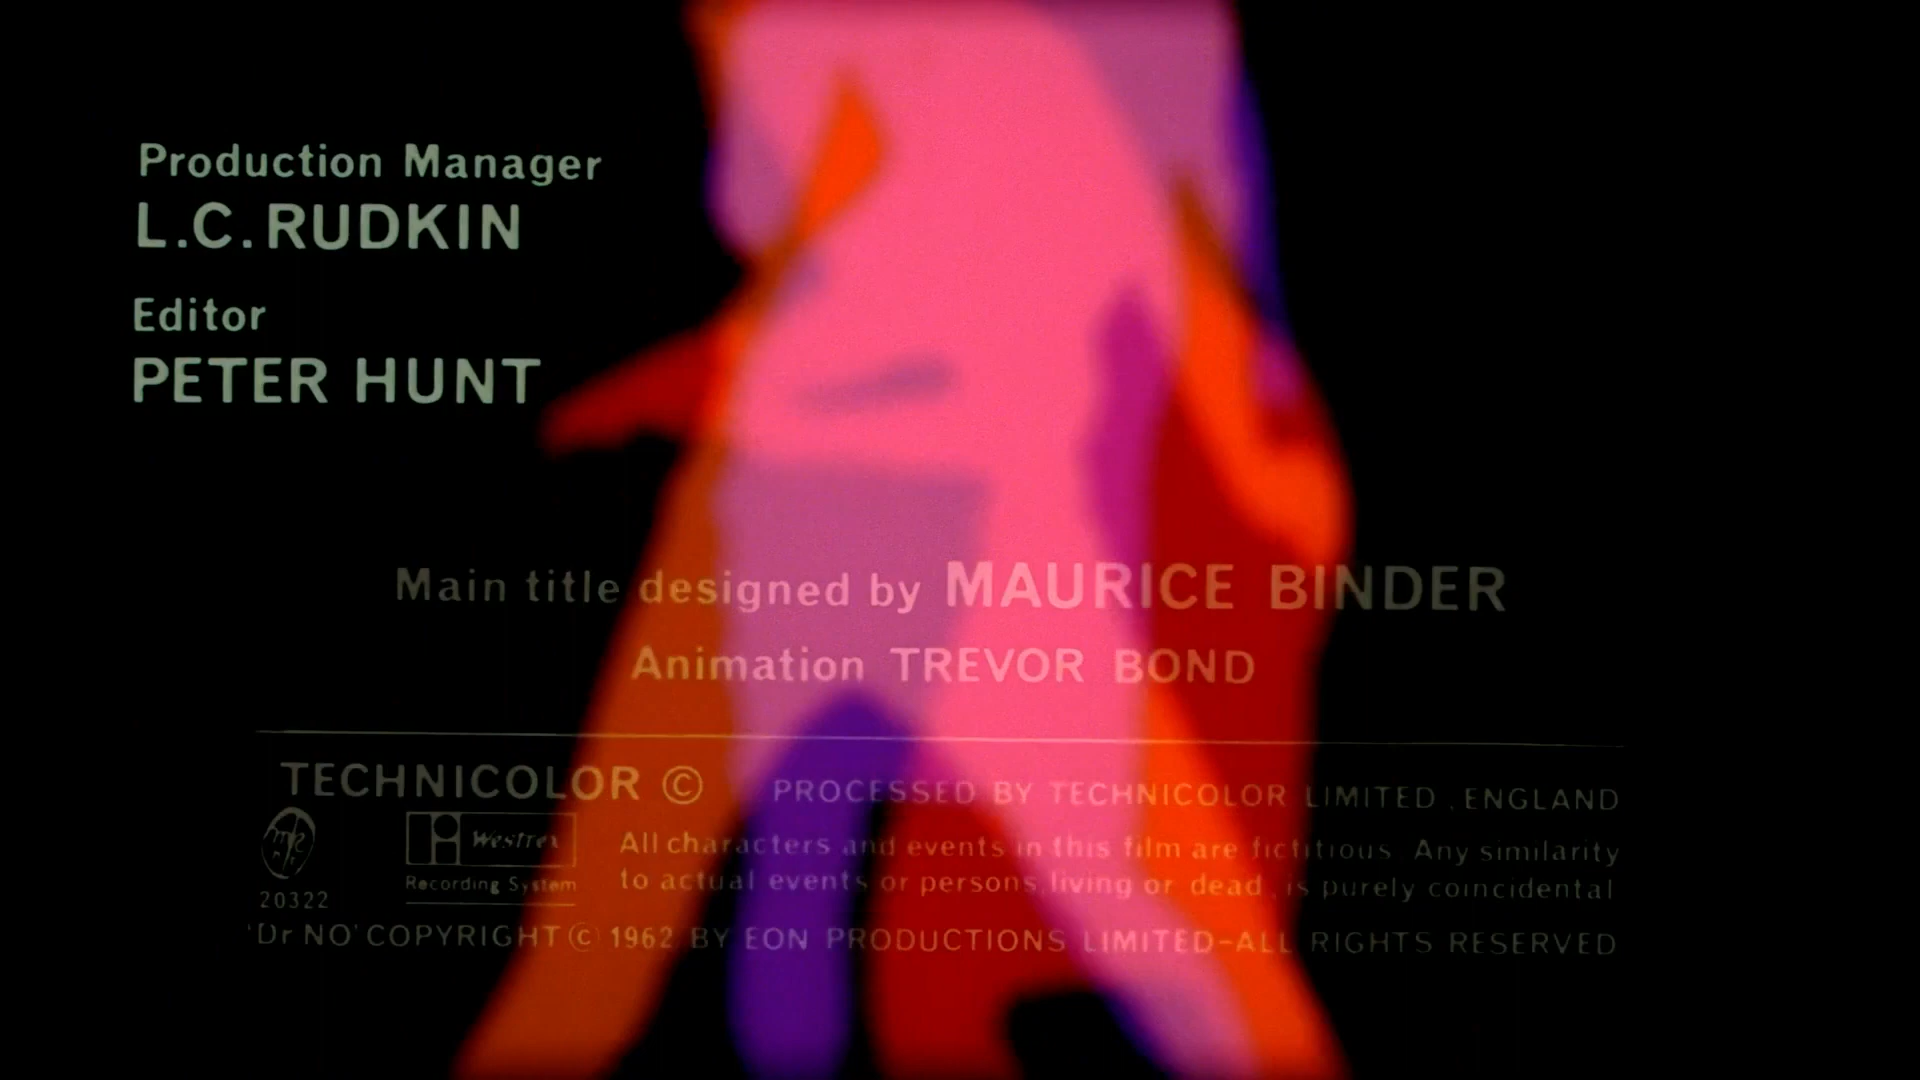 Production Manager
L.C. RUDKIN
Editor
PETER HUNT
Main title designed by MAURICE BINDER
Animation TREVOR BOND
TECHNICOLOR © PROCESSED BY TECHNICOLOR LIMITED, ENGLAND
Westrex
Recording System
20322
All characters and events in this film are fictitious. Any similarity
to actual events or persons, living or dead, is purely coincidental
'Dr NO' COPYRIGHT © 1962 BY EON PRODUCTIONS LIMITED-ALL RIGHTS RESERVED